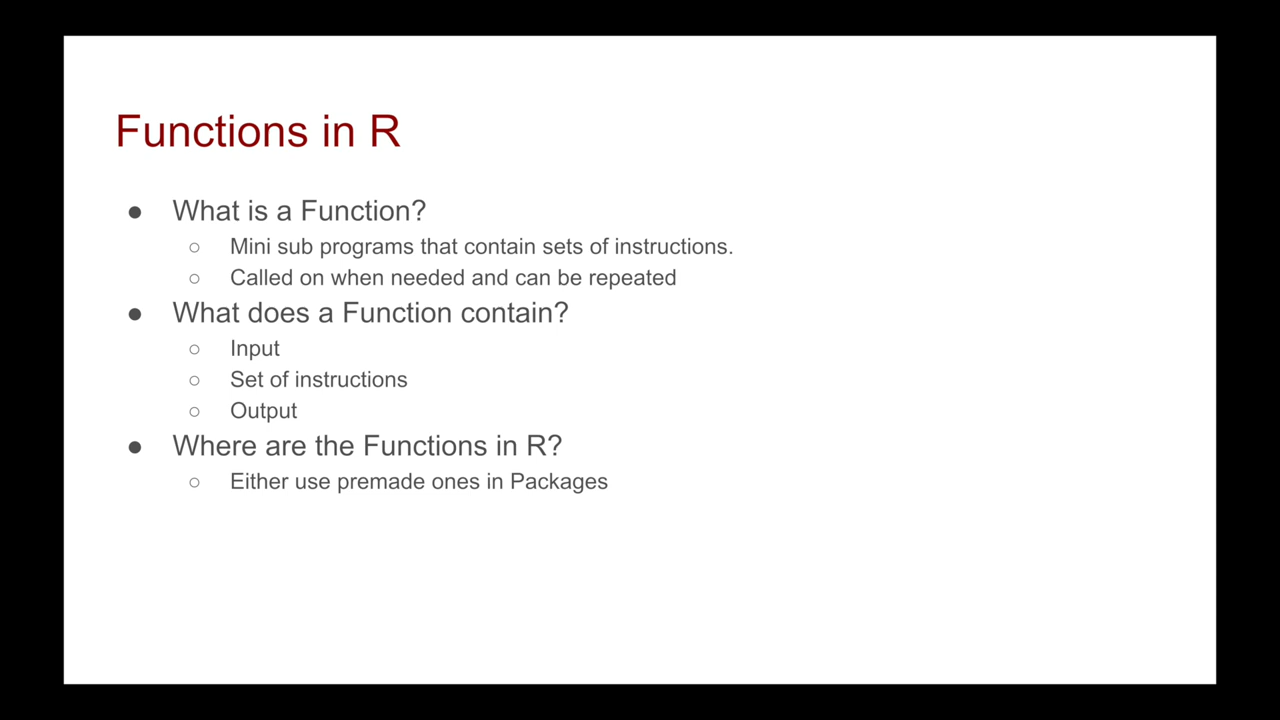 Functions in R
● What is a Function?
○ Mini sub programs that contain sets of instructions.
○ Called on when needed and can be repeated
● What does a Function contain?
○ Input
○ Set of instructions
○ Output
● Where are the Functions in R?
○ Either use premade ones in Packages